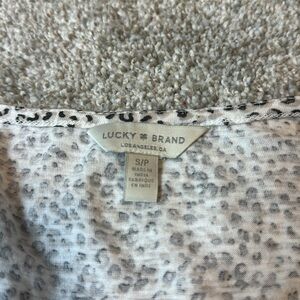 LUCKY BRAND
LOS ANGELES, CA
S/P
MADE IN
INDIA
FABRIQUÉ
EN INDE